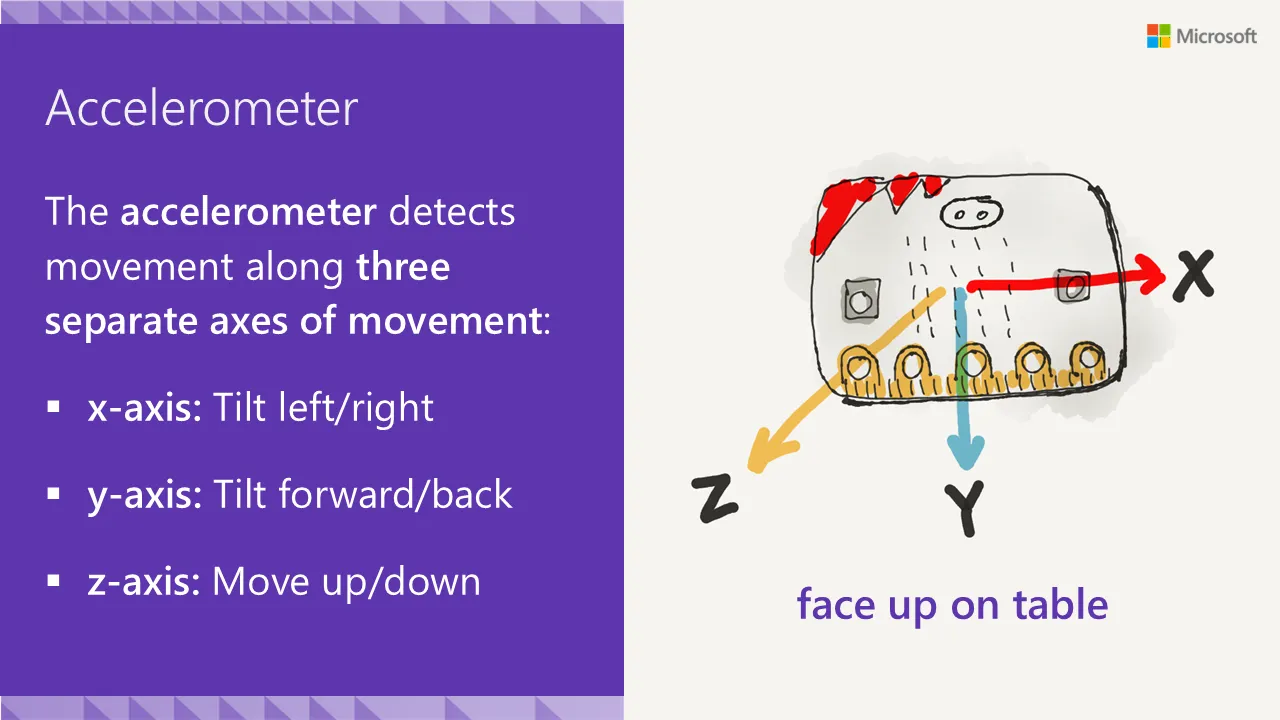 Microsoft
Accelerometer
The accelerometer detects
movement along three
separate axes of movement:
▪ x-axis: Tilt left/right
▪ y-axis: Tilt forward/back
▪ z-axis: Move up/down
X
Z
Y
face up on table